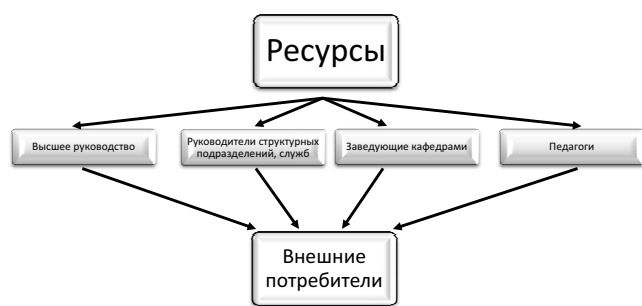 Ресурсы
Высшее руководство
Руководители структурных
подразделений, служб
Заведующие кафедрами
Педагоги
Внешние
потребители